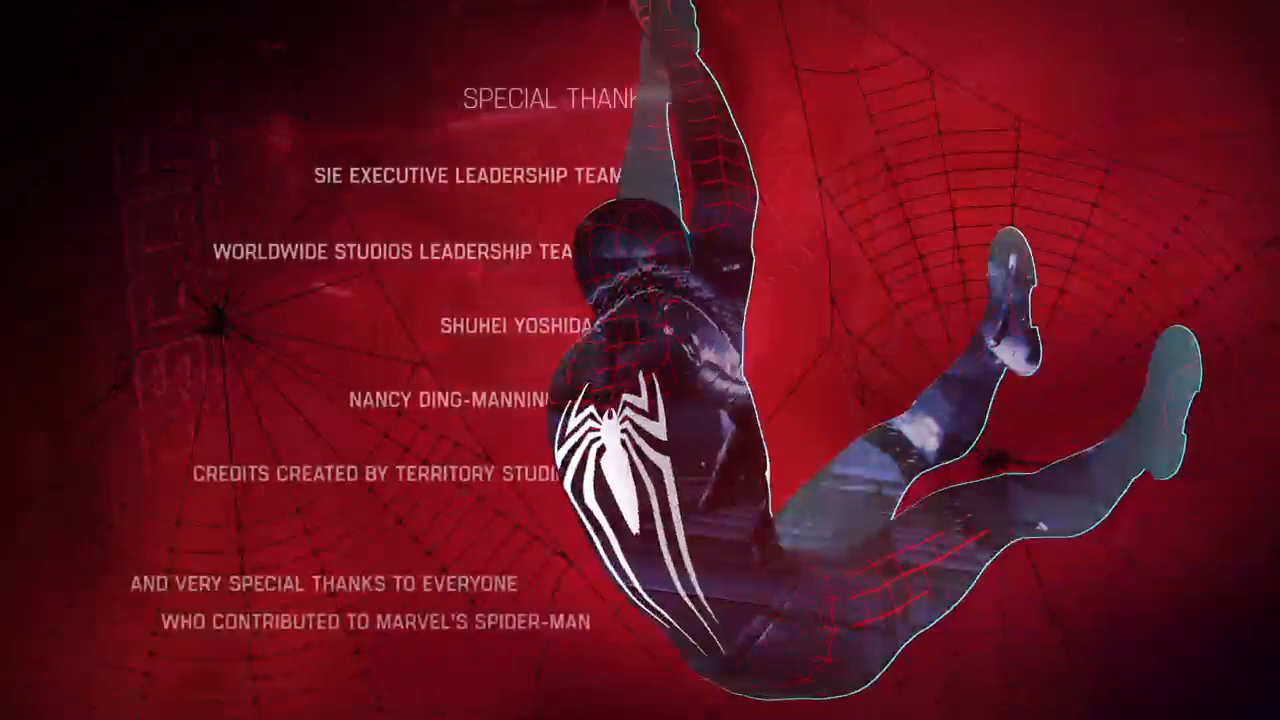 SPECIAL THANK
SIE EXECUTIVE LEADERSHIP TEAM
WORLDWIDE STUDIOS LEADERSHIP TEA
SHUHEI YOSHIDA
NANCY DING-MANNIN
CREDITS CREATED BY TERRITORY STUDI
AND VERY SPECIAL THANKS TO EVERYONE
WHO CONTRIBUTED TO MARVEL'S SPIDER-MAN